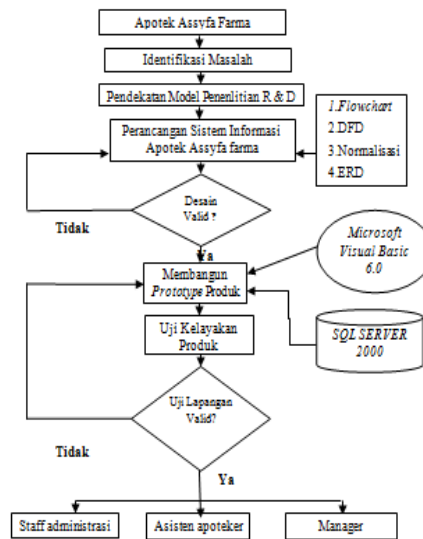 Apotek Assyfa Farma
Identifikasi Masalah
Pendekatan Model Penenlitian R & D
Perancangan Sistem Informasi
Apotek Assyfa farma
1.Flowchart
2.DFD
3.Normalisasi
4.ERD
Desain
Valid ?
Tidak
Ya
Membangun
Prototype Produk
Microsoft
Visual Basic
6.0
Uji Kelayakan
Produk
SQL SERVER
2000
Uji Lapangan
Valid?
Tidak
Ya
Staff administrasi
Asisten apoteker
Manager